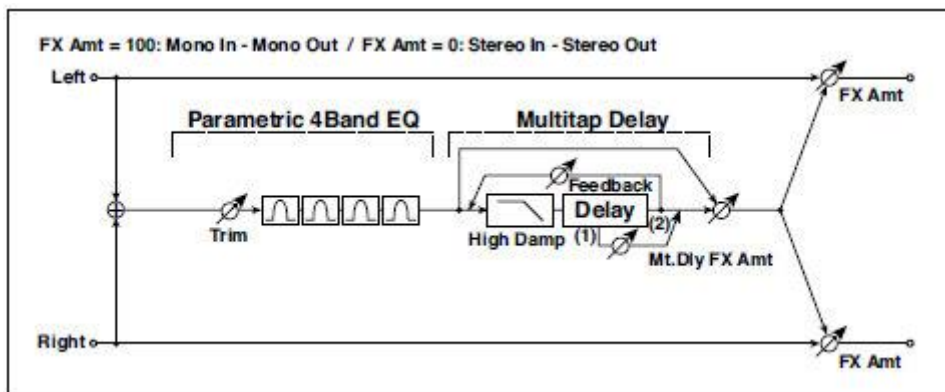 FX Amt = 100: Mono In - Mono Out / FX Amt = 0: Stereo In - Stereo Out
Left
FX Amt
Parametric 4Band EQ
Multitap Delay
Feedback
Trim
High Damp
Delay
(1)
(2)
Mt.Dly FX Amt
Right
FX Amt